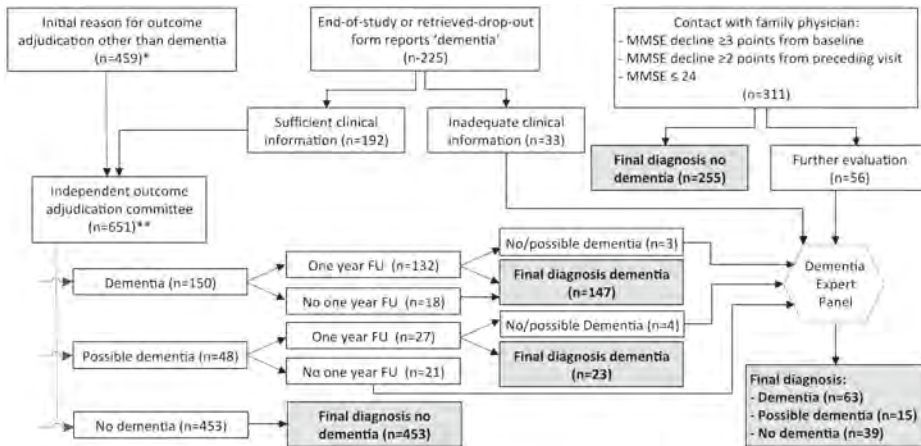 Initial reason for outcome
adjudication other than dementia
(n=459)*
End-of-study or retrieved-drop-out
form reports 'dementia'
(n-225)
Contact with family physician:
- MMSE decline ≥3 points from baseline
- MMSE decline ≥2 points from preceding visit
- MMSE ≤ 24
(n=311)
Sufficient clinical
information (n=192)
Inadequate clinical
information (n=33)
Final diagnosis no
dementia (n=255)
Further evaluation
(n=56)
Independent outcome
adjudication committee
(n=651)**
Dementia (n=150)
One year FU (n=132)
No one year FU (n=18)
No/possible dementia (n=3)
Final diagnosis dementia
(n=147)
Dementia
Expert
Panel
Possible dementia (n=48)
One year FU (n=27)
No one year FU (n=21)
No/possible Dementia (n=4)
Final diagnosis dementia
(n=23)
No dementia (n=453)
Final diagnosis no
dementia (n=453)
Final diagnosis:
- Dementia (n=63)
- Possible dementia (n=15)
- No dementia (n=39)